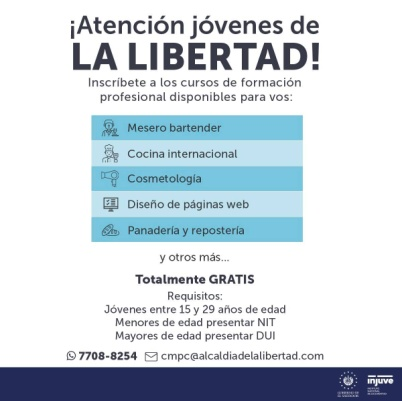 ¡Atención jóvenes de
LA LIBERTAD!
Inscríbete a los cursos de formación
profesional disponibles para vos:
Mesero bartender
Cocina internacional
Cosmetología
Diseño de páginas web
Panadería y repostería
y otros más...
Totalmente GRATIS
Requisitos:
Jóvenes entre 15 y 29 años de edad
Menores de edad presentar NIT
Mayores de edad presentar DUI
7708-8254 cmpc@alcaldiadelalibertad.com
injuve